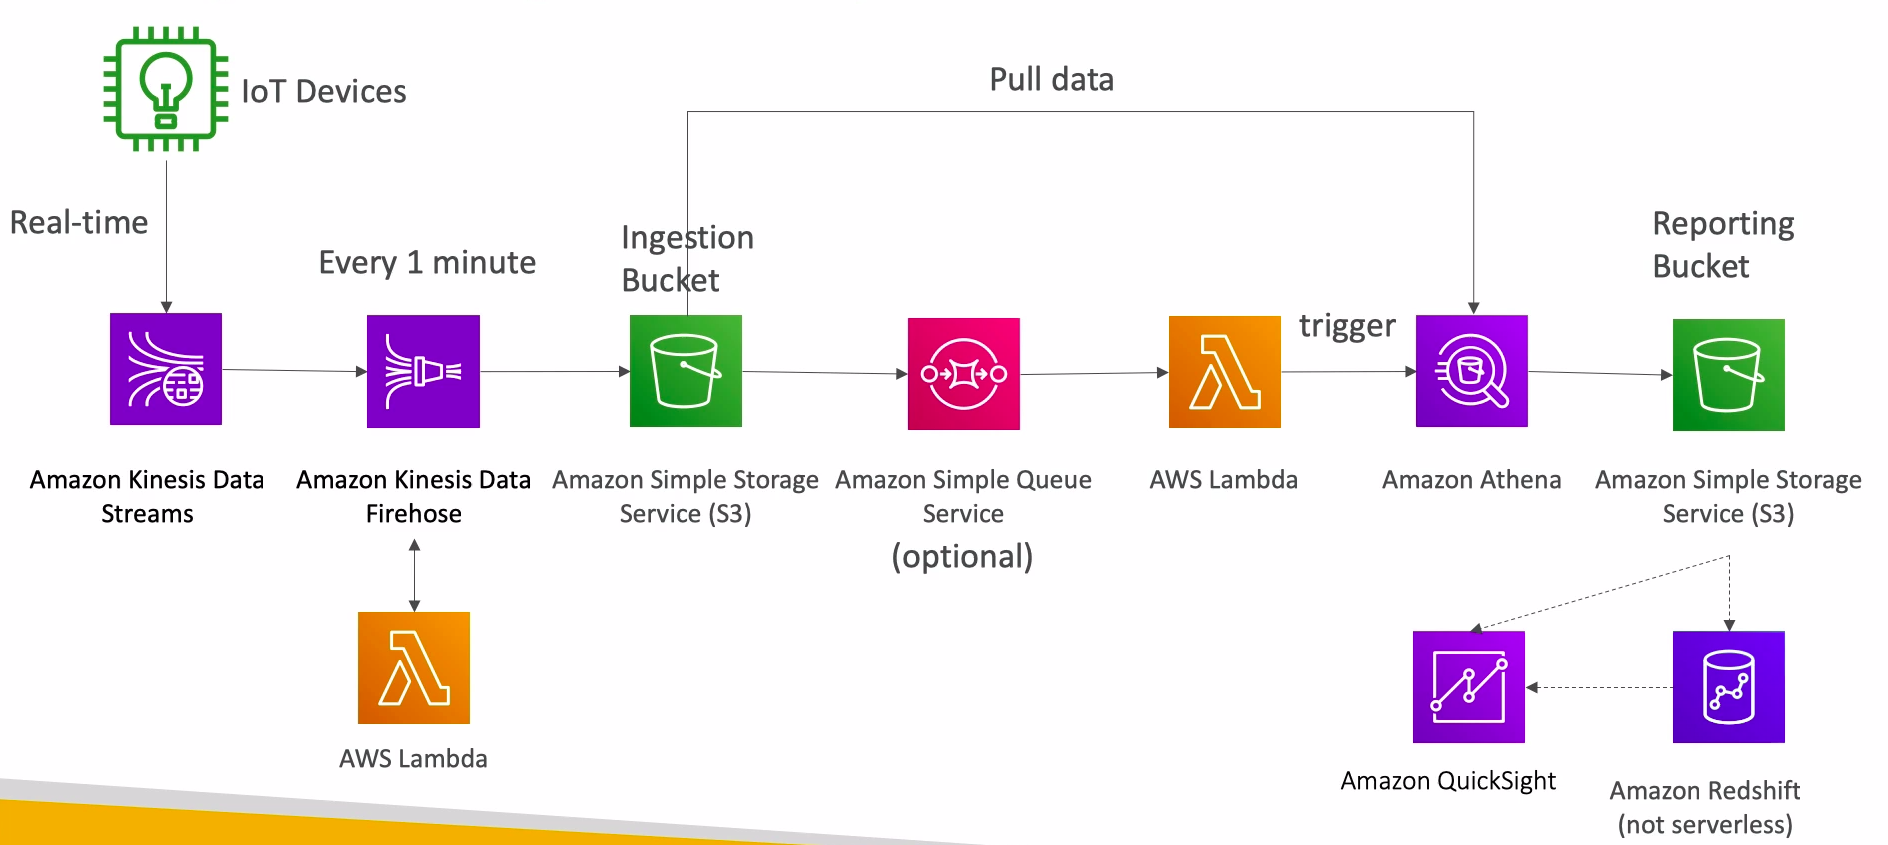 IoT Devices
Pull data
Real-time
Every 1 minute
Ingestion
Bucket
trigger
Reporting
Bucket
Amazon Kinesis Data
Streams
Amazon Kinesis Data
Firehose
Amazon Simple Storage
Service (S3)
Amazon Simple Queue
Service
(optional)
AWS Lambda
Amazon Athena
Amazon Simple Storage
Service (S3)
AWS Lambda
Amazon QuickSight
Amazon Redshift
(not serverless)